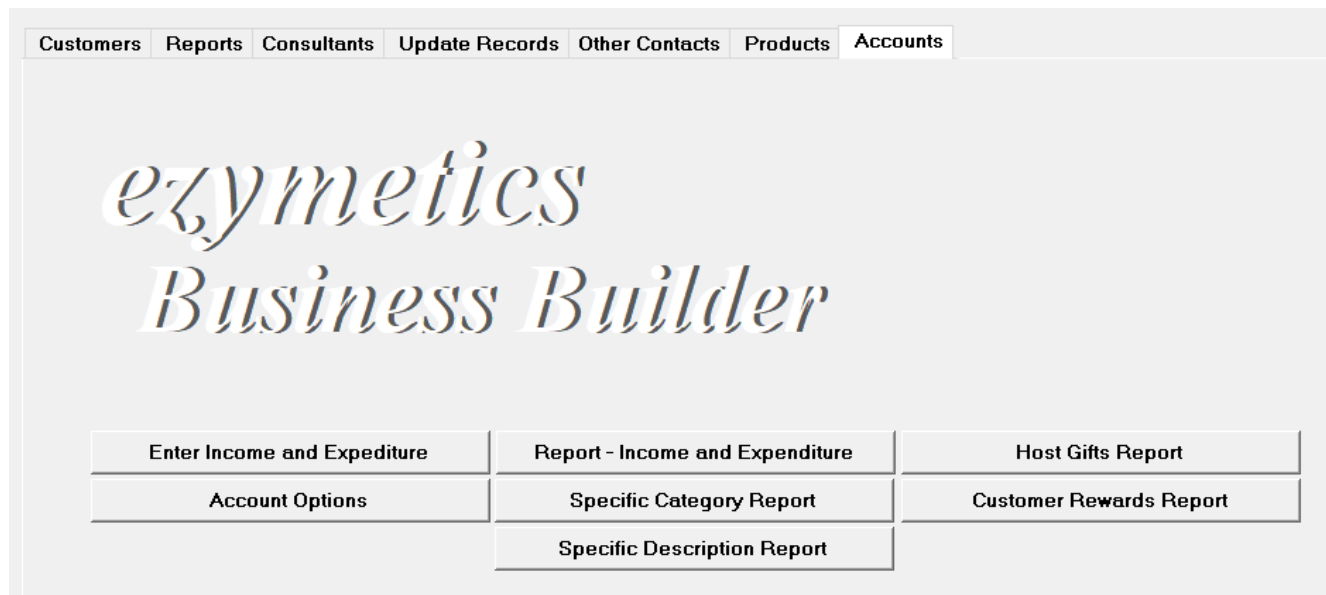 Customers Reports Consultants Update Records Other Contacts Products Accounts
ezymetics
Business Builder
Enter Income and Expediture Report - Income and Expenditure Host Gifts Report
Account Options Specific Category Report Customer Rewards Report
Specific Description Report